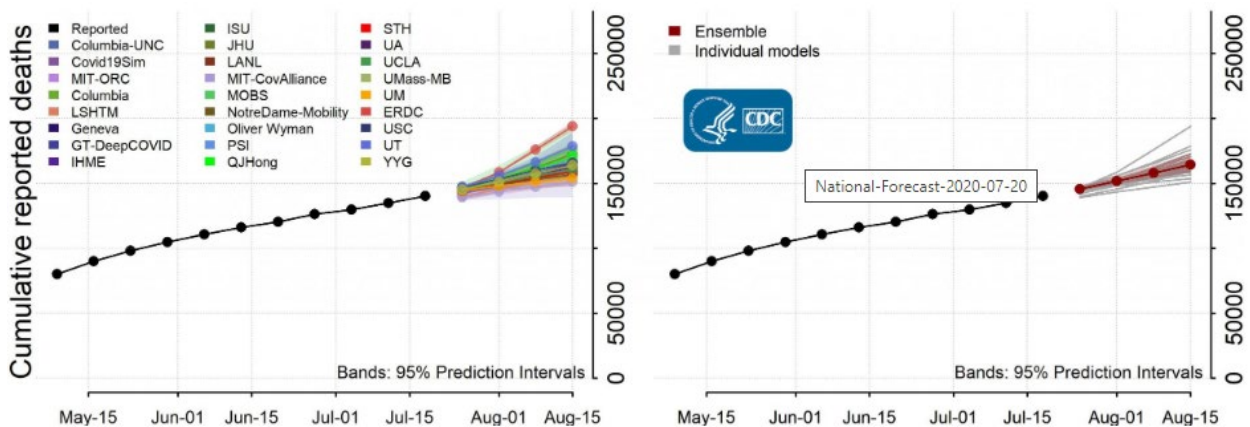 Cumulative reported deaths
Reported
Columbia-UNC
Covid19Sim
MIT-ORC
Columbia
LSHTM
Geneva
GT-DeepCOVID
IHME
ISU
JHU
LANL
MIT-CovAlliance
MOBS
NotreDame-Mobility
Oliver Wyman
PSI
QJHong
STH
UA
UCLA
UMass-MB
UM
ERDC
USC
UT
YYG
250000
150000
50000
0
Bands: 95% Prediction Intervals
May-15
Jun-01
Jun-15
Jul-01
Jul-15
Aug-01
Aug-15
Ensemble
Individual models
CDC
National-Forecast-2020-07-20
250000
150000
50000
0
Bands: 95% Prediction Intervals
May-15
Jun-01
Jun-15
Jul-01
Jul-15
Aug-01
Aug-15